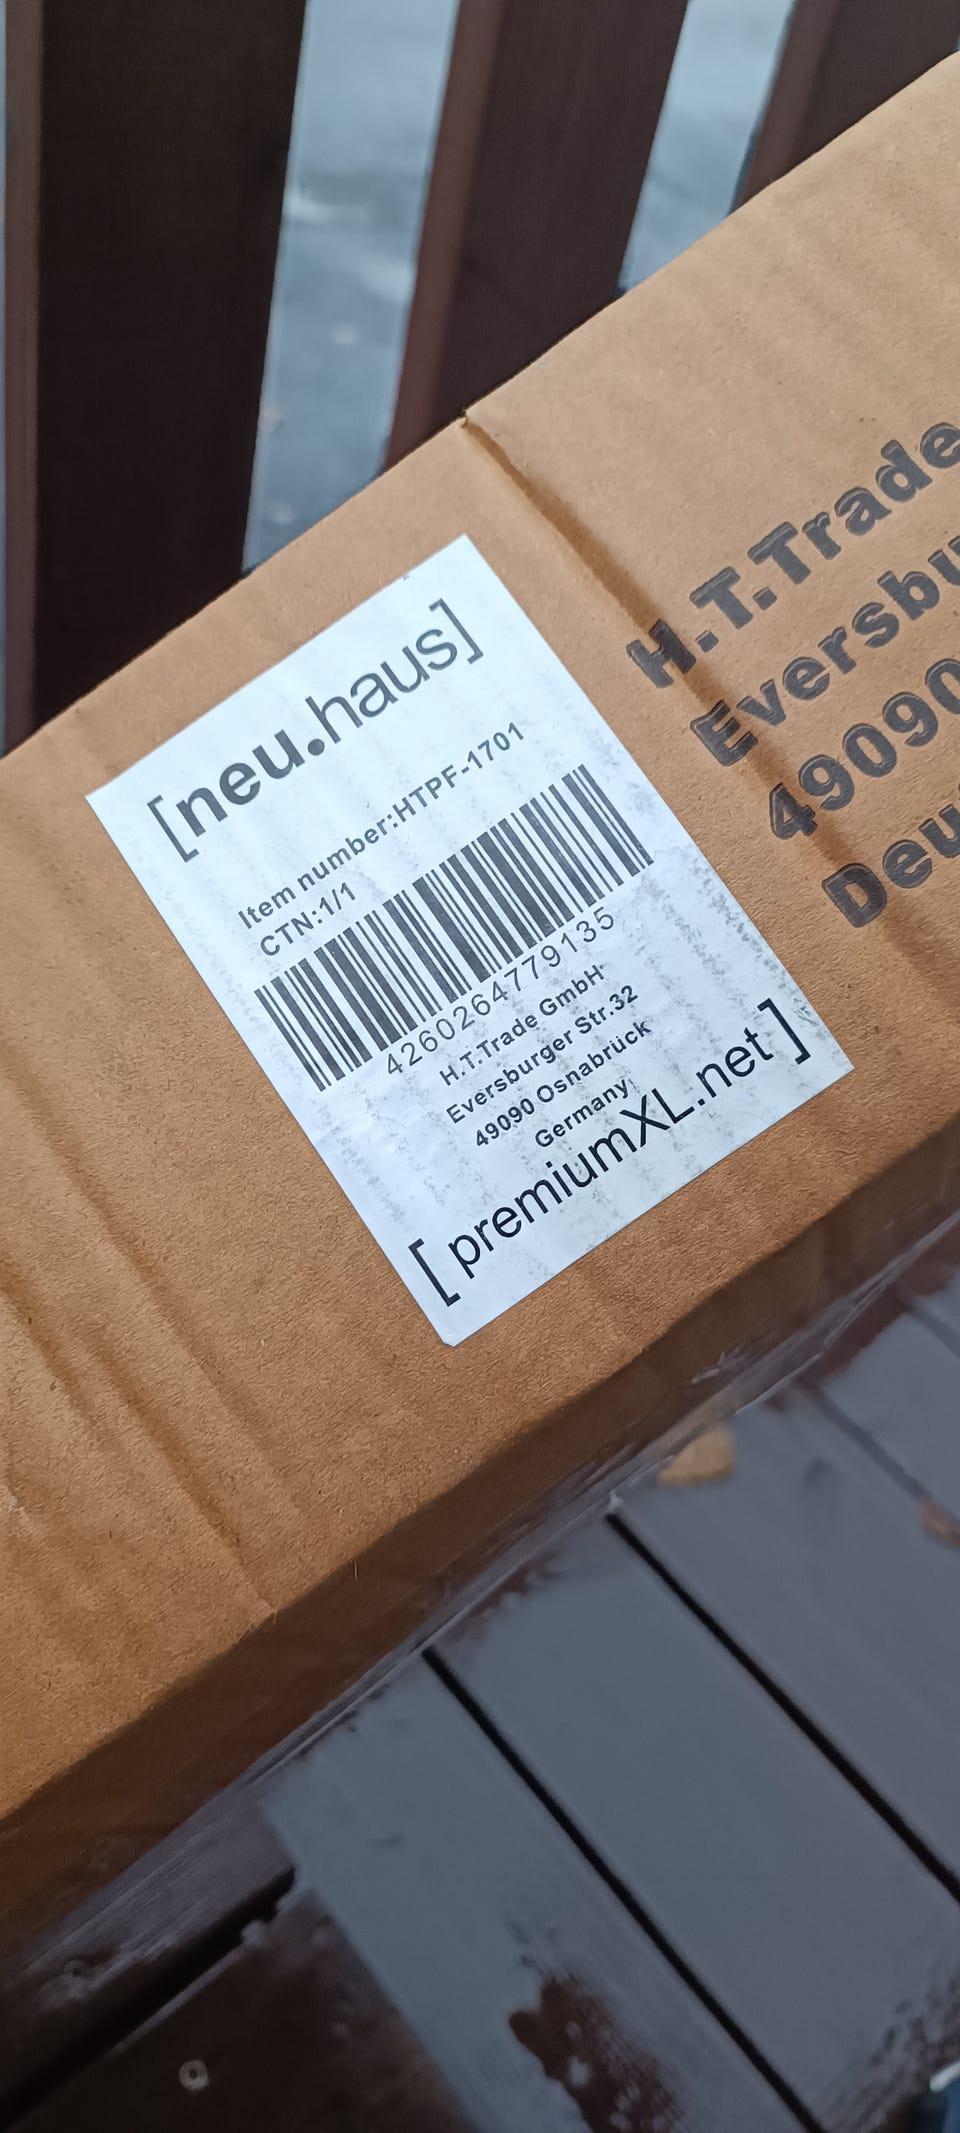 [neu.haus]
Item number:HTPF-1701
CTN:1/1
4260264779135
H.T.Trade GmbH
Eversburger Str.32
49090 Osnabrück
Germany
[ premiumXL.net ]
H.T.Trade
Eversbu
49090
Deu